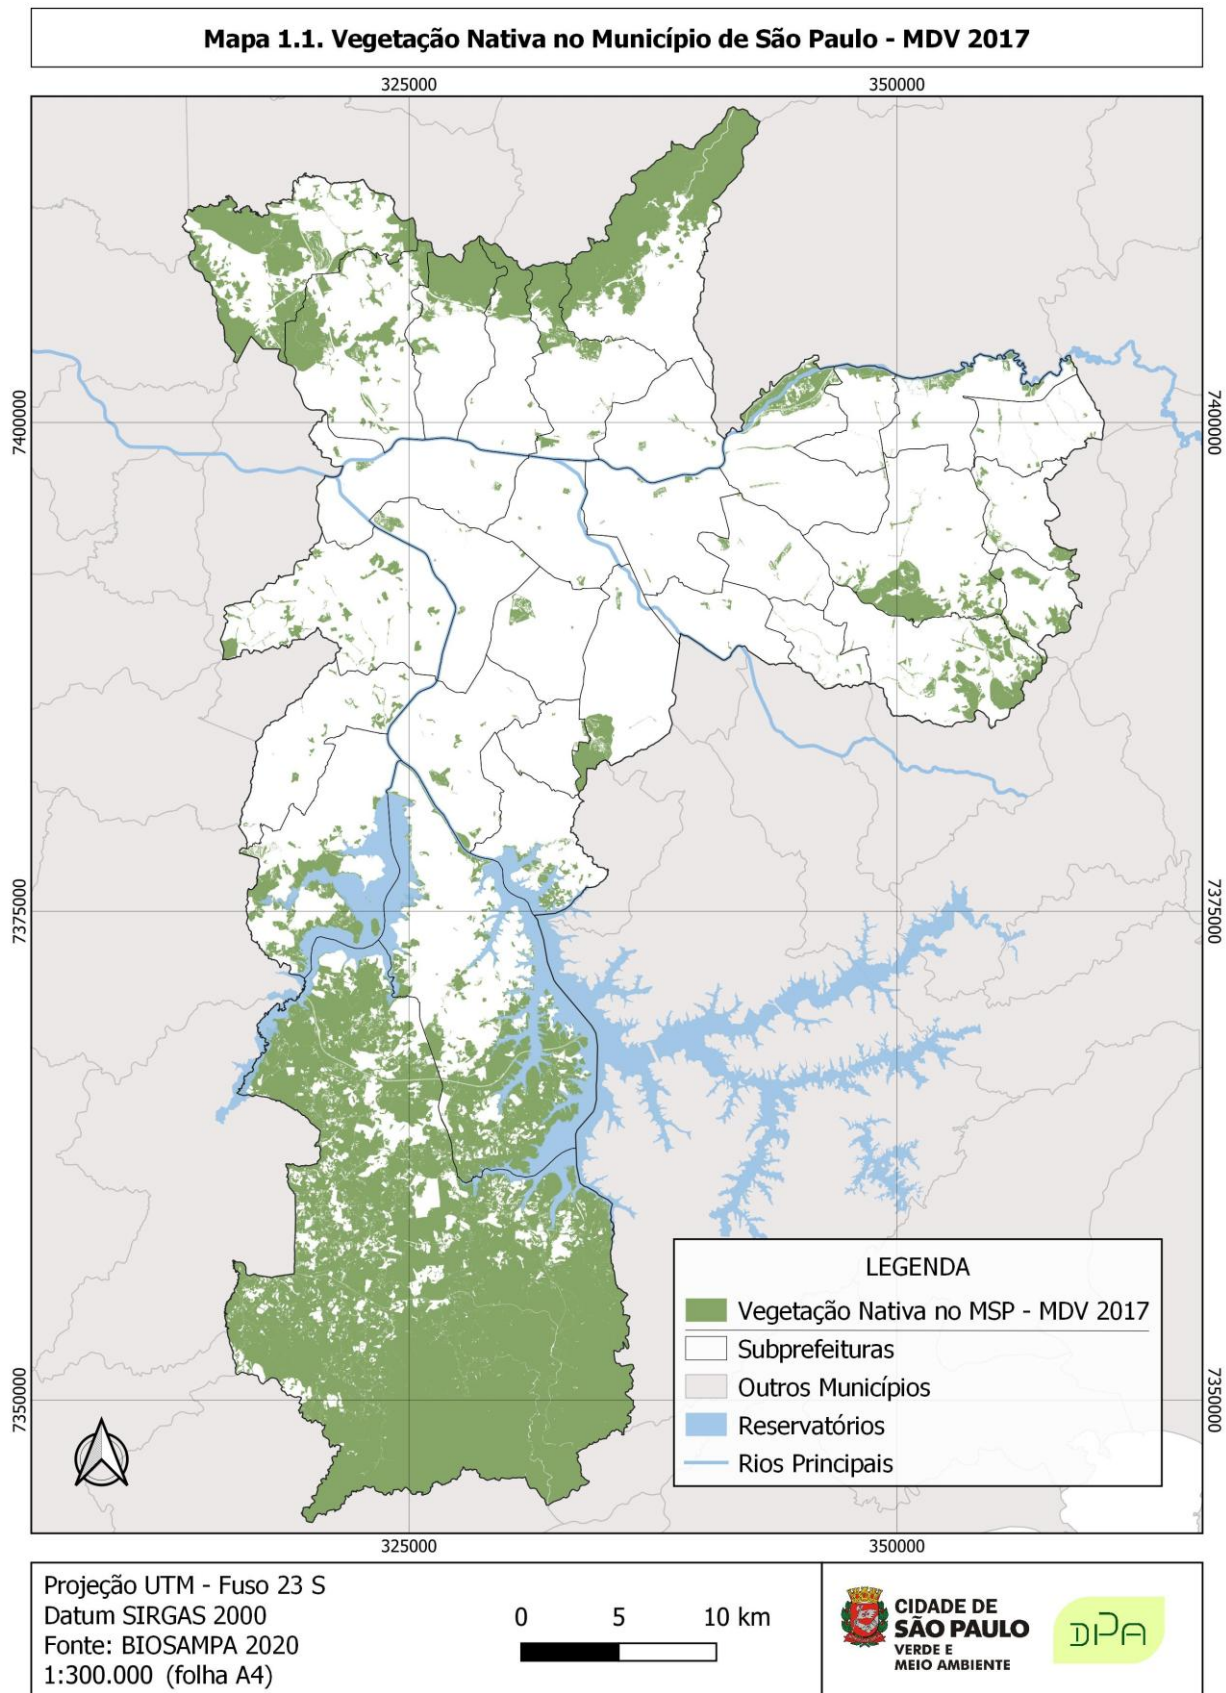 Mapa 1.1. Vegetação Nativa no Município de São Paulo - MDV 2017
325000 350000
7400000 7400000
7375000 7375000
LEGENDA
Vegetação Nativa no MSP - MDV 2017
Subprefeituras
Outros Municípios
Reservatórios
Rios Principais
7350000 7350000
325000 350000
Projeção UTM - Fuso 23 S
Datum SIRGAS 2000
Fonte: BIOSAMPA 2020
1:300.000 (folha A4)
0 5 10 km
CIDADE DE
SÃO PAULO
VERDE E
MEIO AMBIENTE
DPA